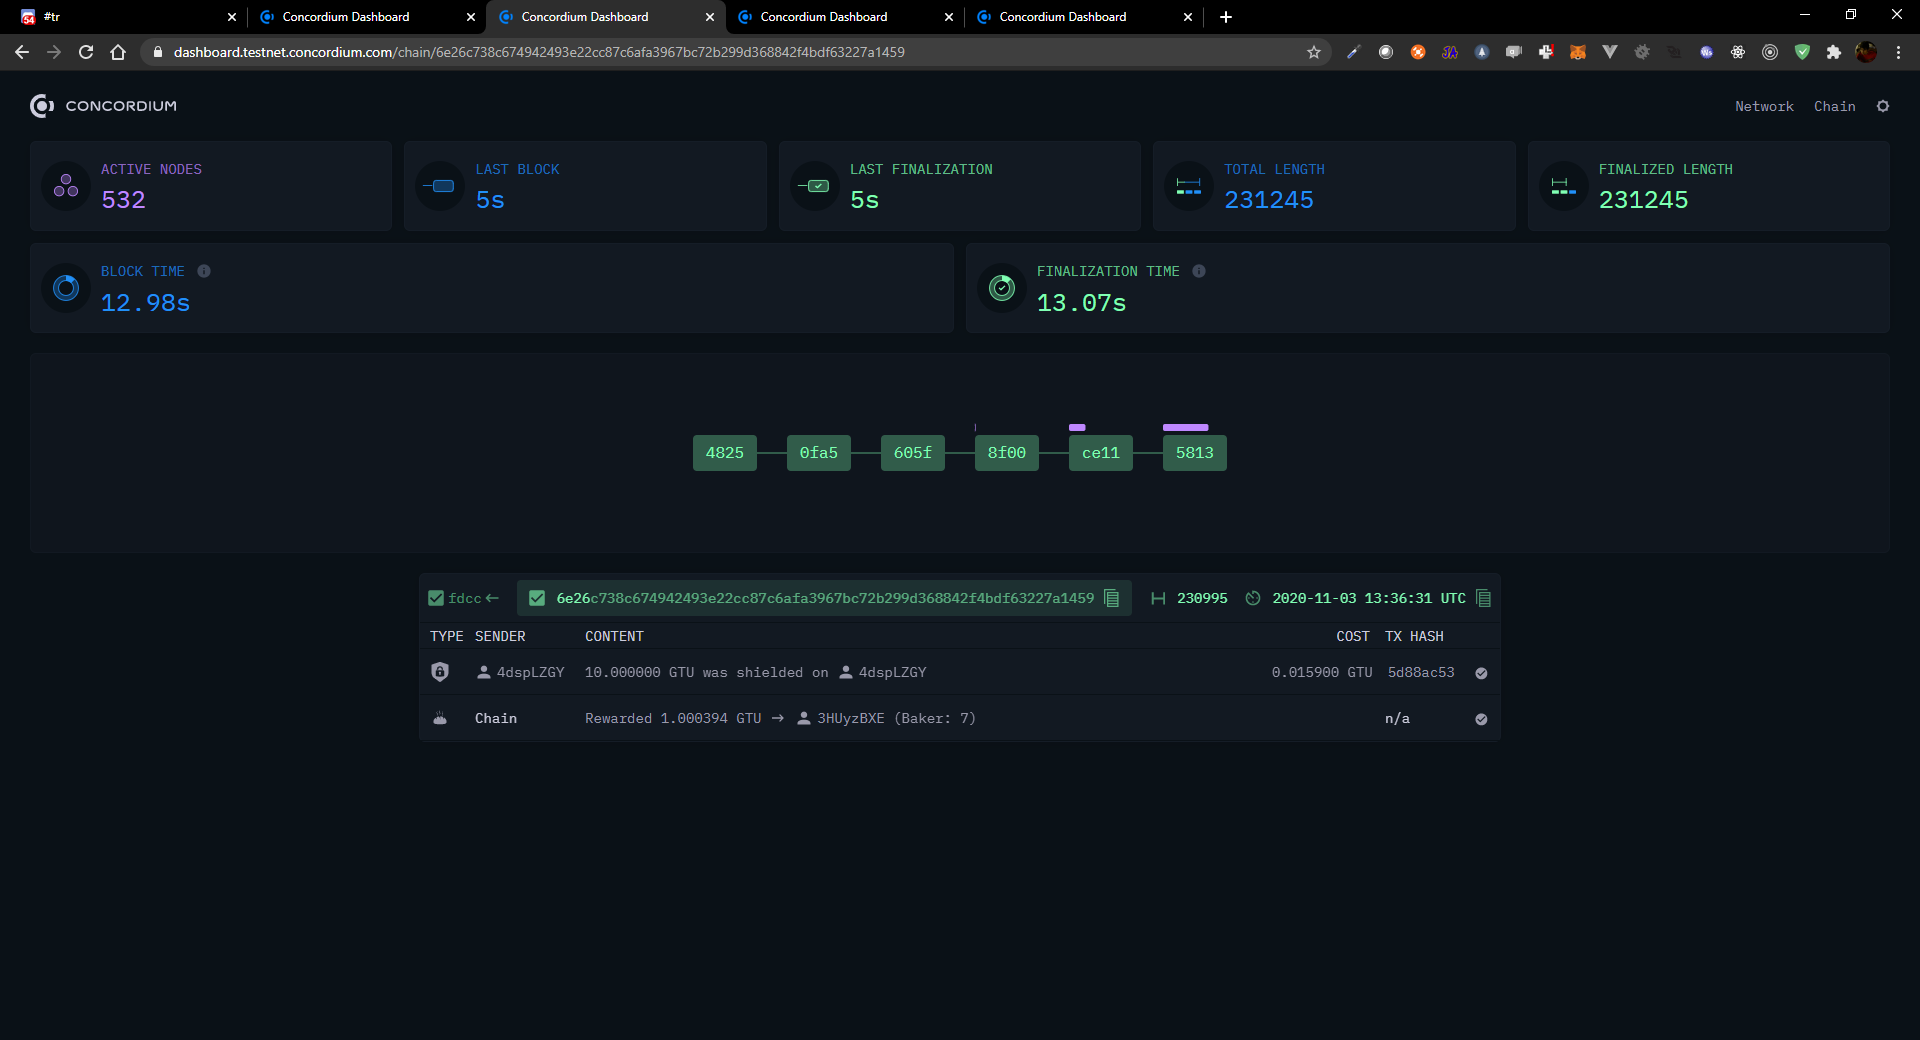 #tr
Concordium Dashboard
Concordium Dashboard
Concordium Dashboard
Concordium Dashboard
dashboard.testnet.concordium.com/chain/6e26c738c674942493e22cc87c6afa3967bc72b299d368842f4bdf63227a1459
CONCORDIUM
Network Chain
ACTIVE NODES
532
LAST BLOCK
5s
LAST FINALIZATION
5s
TOTAL LENGTH
231245
FINALIZED LENGTH
231245
BLOCK TIME
12.98s
FINALIZATION TIME
13.07s
4825 0fa5 605f 8f00 ce11 5813
fdcc 6e26c738c674942493e22cc87c6afa3967bc72b299d368842f4bdf63227a1459 230995 2020-11-03 13:36:31 UTC
TYPE SENDER CONTENT COST TX HASH
4dspLZGY 10.000000 GTU was shielded on 4dspLZGY 0.015900 GTU 5d88ac53
Chain Rewarded 1.000394 GTU → 3HUyzBXE (Baker: 7) n/a